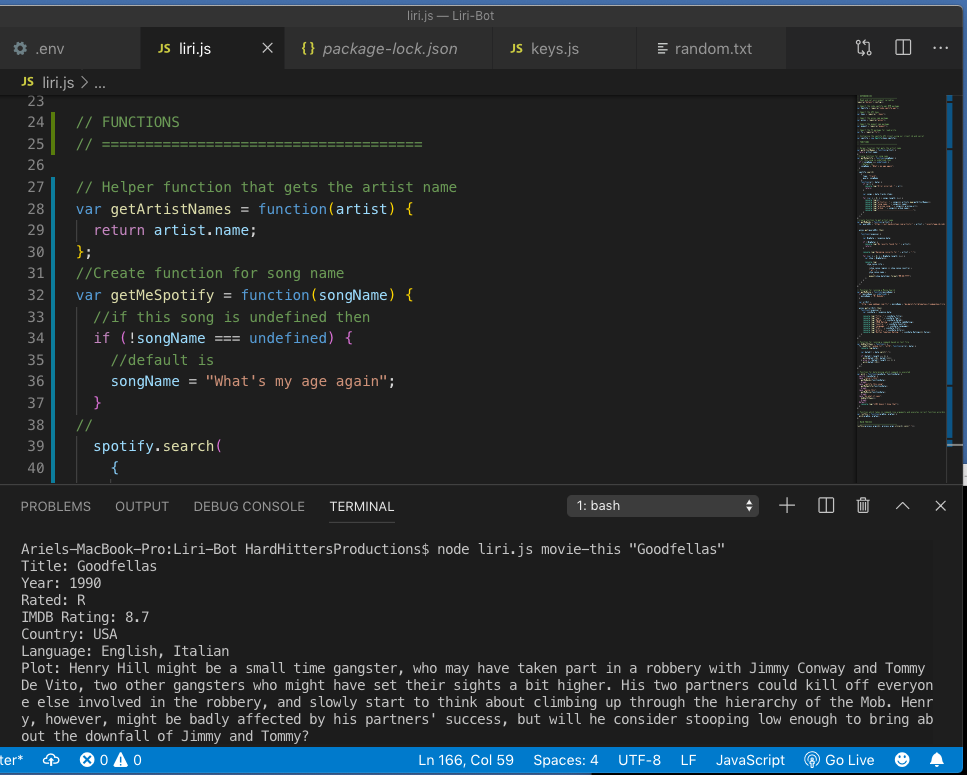 liri.js — Liri-Bot
.env
JS liri.js
{} package-lock.json
JS keys.js
random.txt
JS liri.js > ...
23
24 // FUNCTIONS
25 // =====================================
26
27 // Helper function that gets the artist name
28 var getArtistNames = function(artist) {
29 return artist.name;
30 };
31 //Create function for song name
32 var getMeSpotify = function(songName) {
33 //if this song is undefined then
34 if (!songName === undefined) {
35 //default is
36 songName = "What's my age again";
37 }
38 //
39 spotify.search(
40 {
PROBLEMS OUTPUT DEBUG CONSOLE TERMINAL 1: bash
Ariels-MacBook-Pro:Liri-Bot HardHittersProductions$ node liri.js movie-this "Goodfellas"
Title: Goodfellas
Year: 1990
Rated: R
IMDB Rating: 8.7
Country: USA
Language: English, Italian
Plot: Henry Hill might be a small time gangster, who may have taken part in a robbery with Jimmy Conway and Tommy
De Vito, two other gangsters who might have set their sights a bit higher. His two partners could kill off everyon
e else involved in the robbery, and slowly start to think about climbing up through the hierarchy of the Mob. Henr
y, however, might be badly affected by his partners' success, but will he consider stooping low enough to bring ab
out the downfall of Jimmy and Tommy?
ter* 0 0 Ln 166, Col 59 Spaces: 4 UTF-8 LF JavaScript Go Live